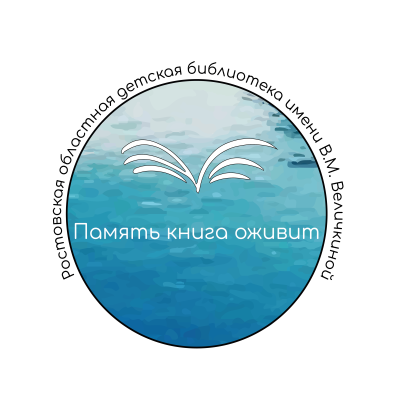 Ростовская областная детская библиотека имени В.М. Величкиной
Память книга оживит